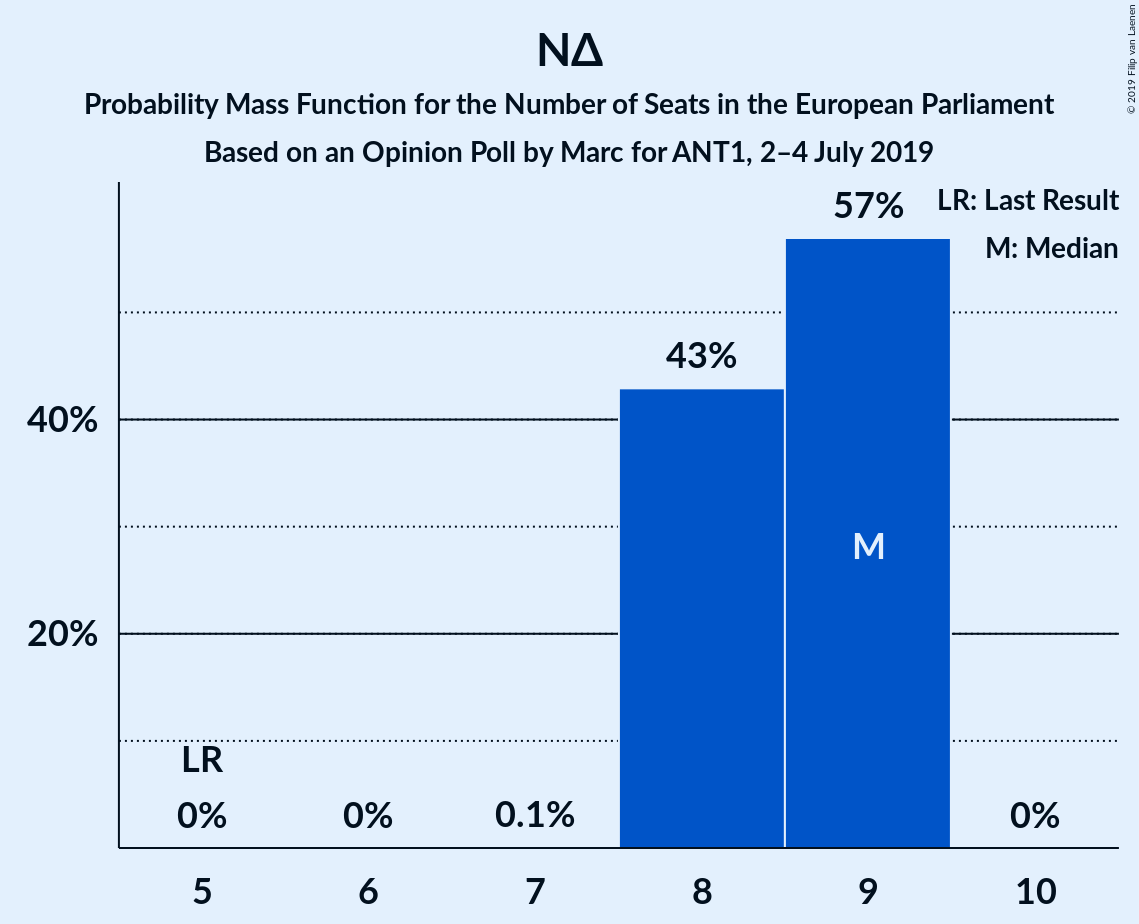 ΝΔ
Probability Mass Function for the Number of Seats in the European Parliament
Based on an Opinion Poll by Marc for ANT1, 2–4 July 2019
© 2019 Filip van Laenen
LR: Last Result
M: Median
57%
43%
40%
M
20%
LR
0% 0% 0.1% 0%
5 6 7 8 9 10